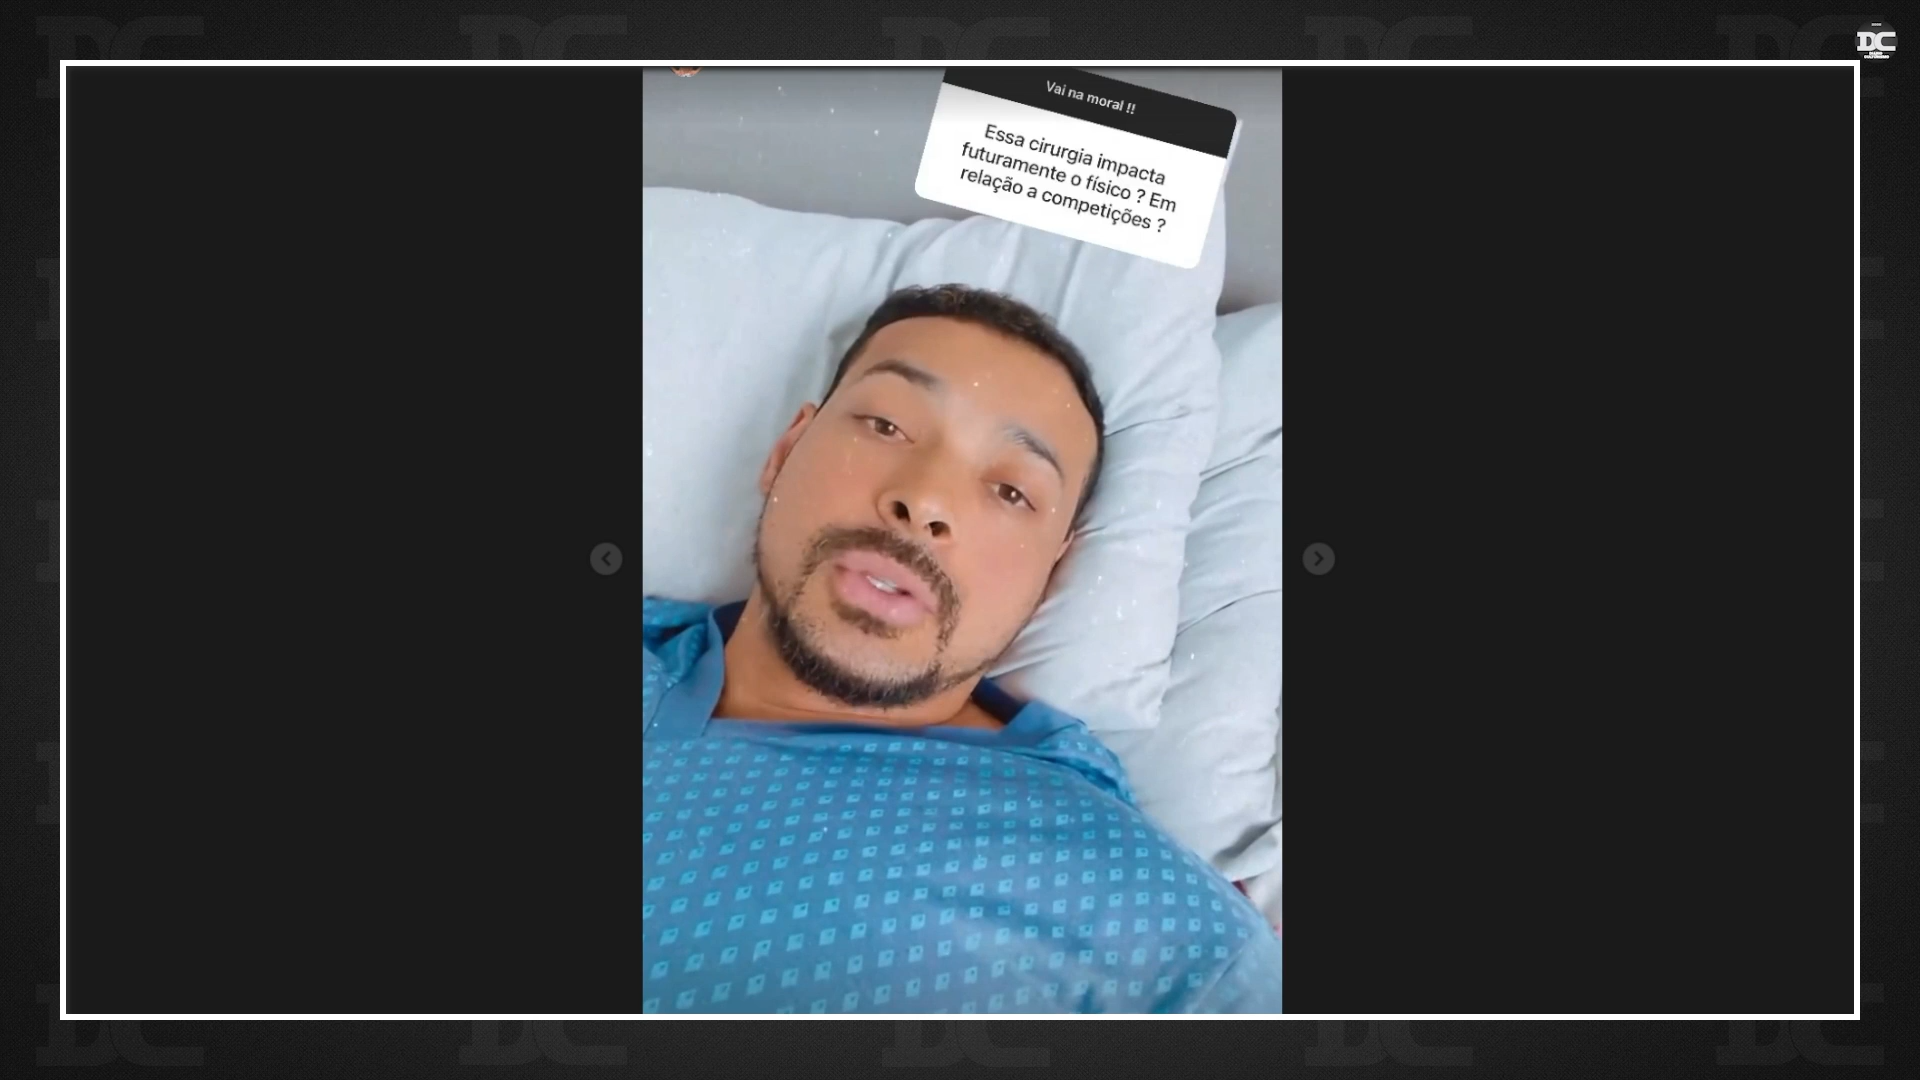 DC
Vai na moral !!
Essa cirurgia impacta
futuramente o físico ? Em
relação a competições ?